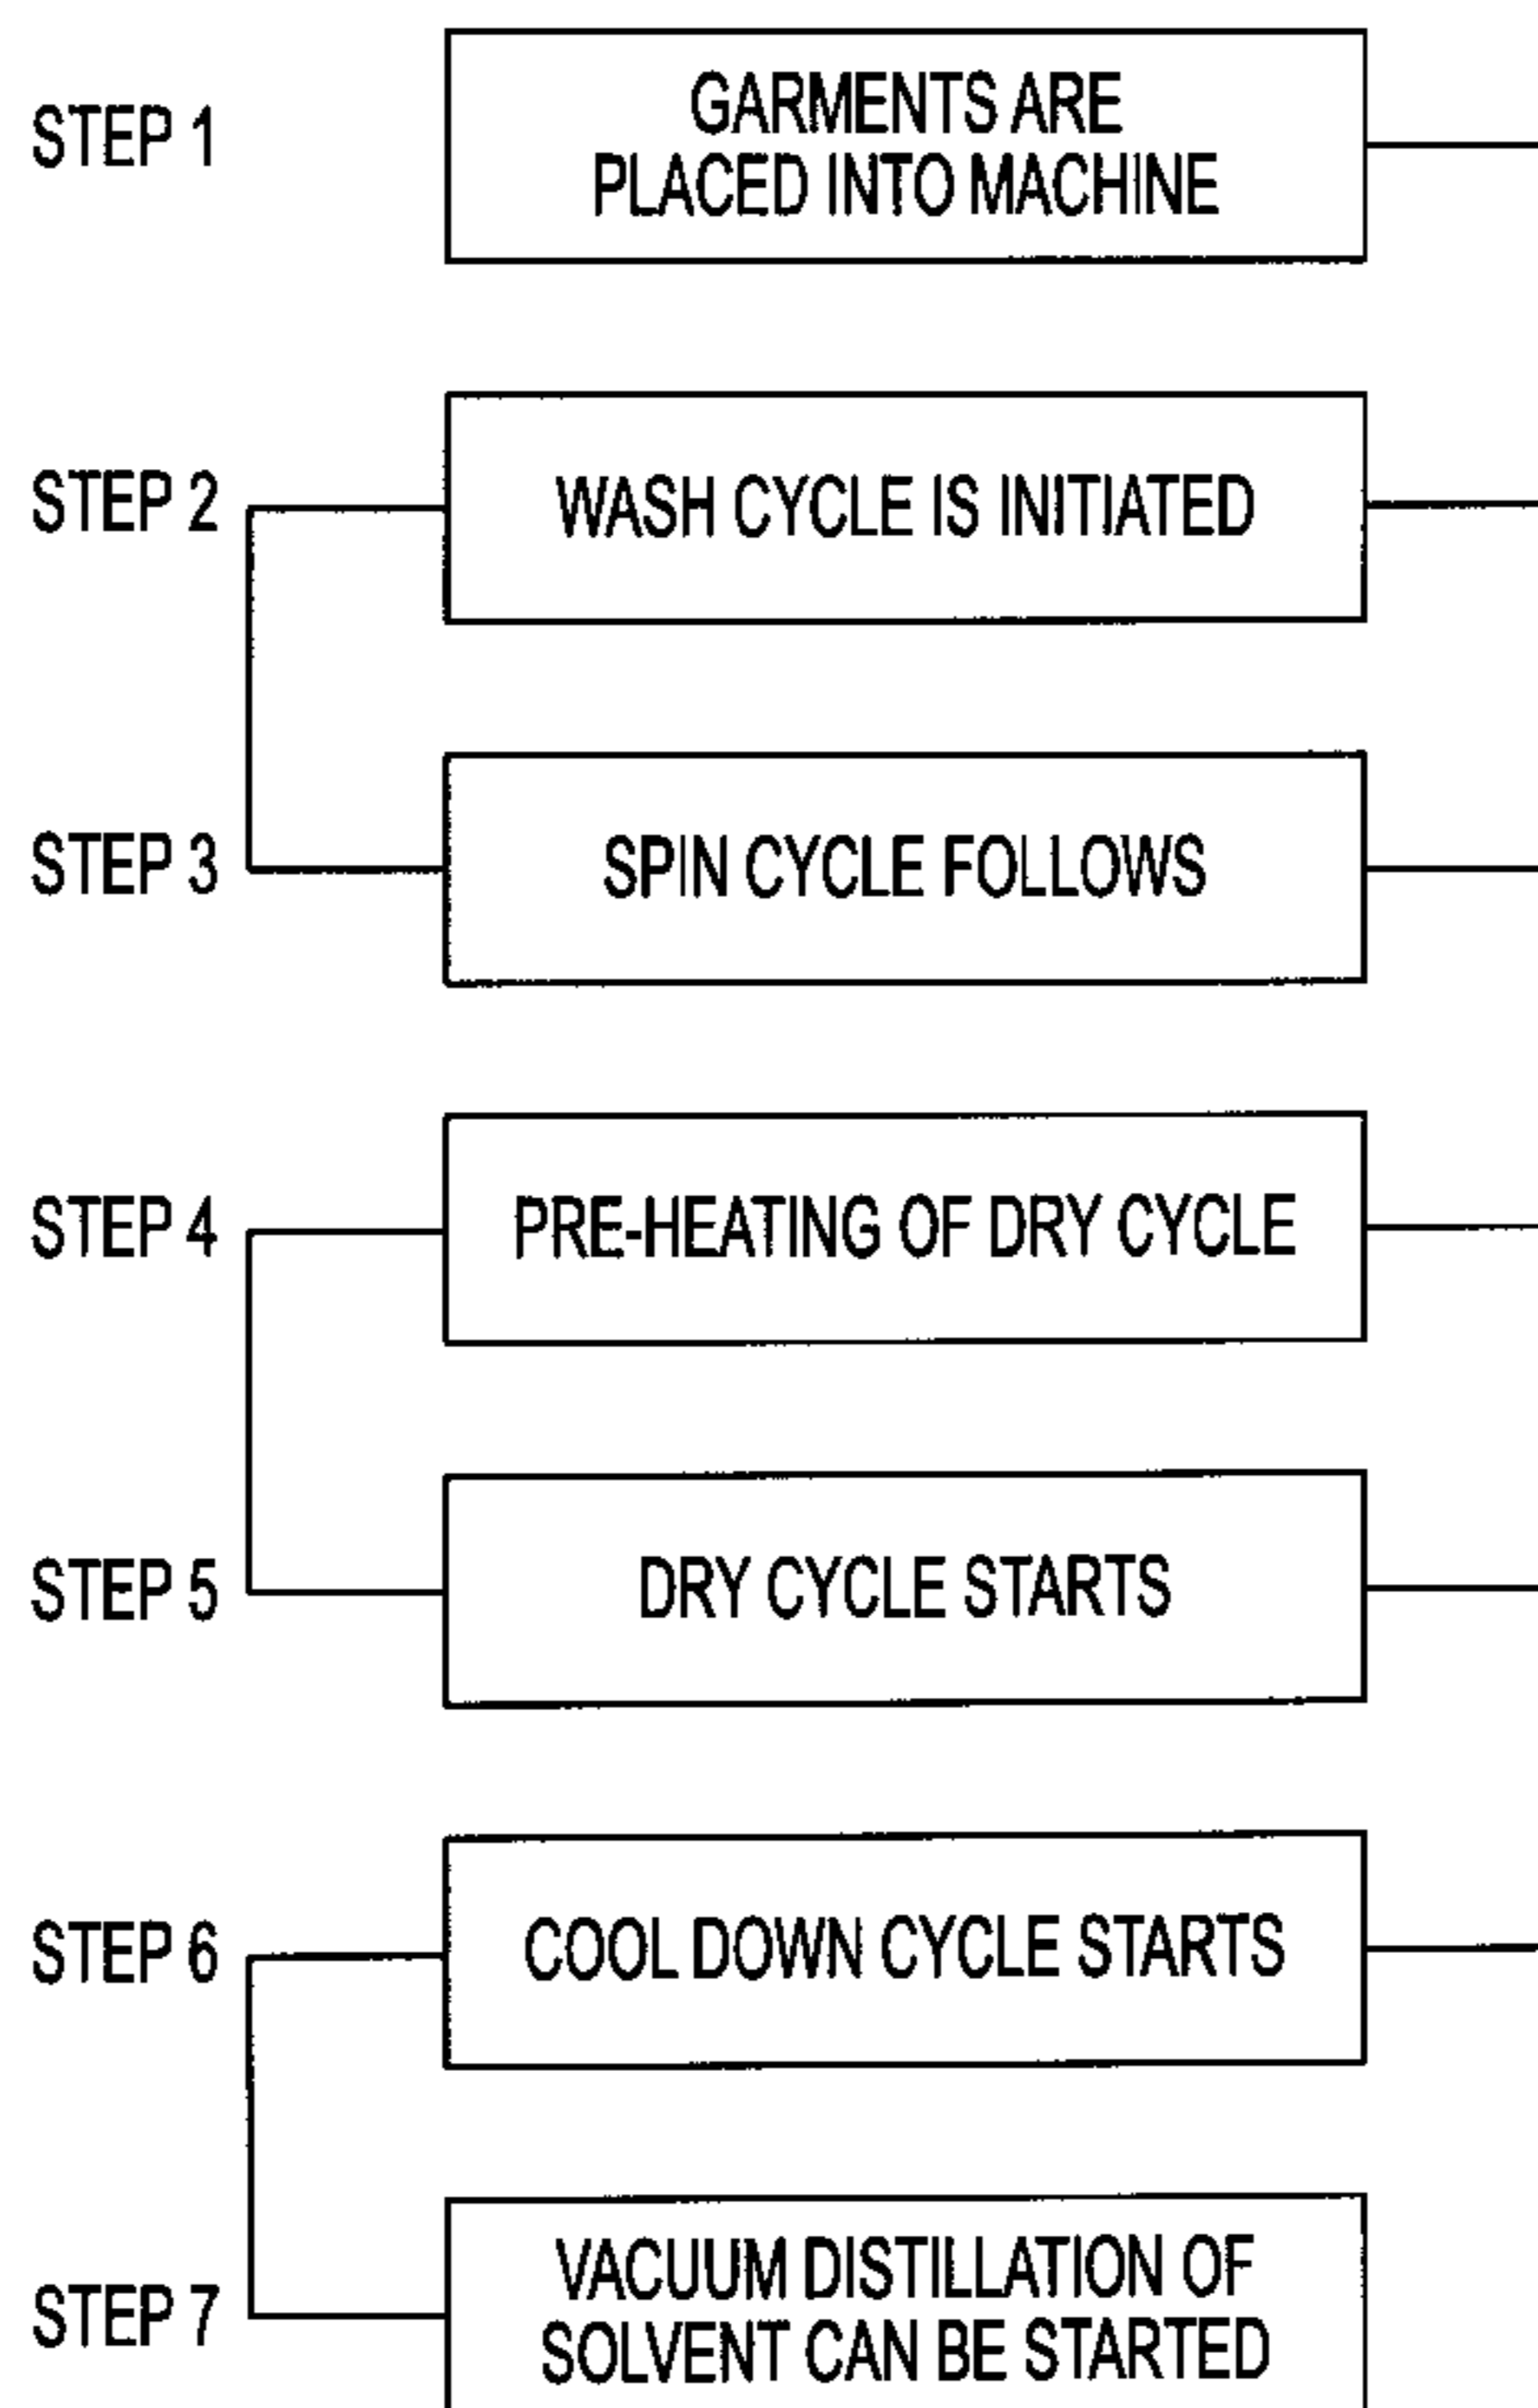 STEP 1
GARMENTS ARE
PLACED INTO MACHINE
STEP 2
WASH CYCLE IS INITIATED
STEP 3
SPIN CYCLE FOLLOWS
STEP 4
PRE-HEATING OF DRY CYCLE
STEP 5
DRY CYCLE STARTS
STEP 6
COOL DOWN CYCLE STARTS
STEP 7
VACUUM DISTILLATION OF
SOLVENT CAN BE STARTED